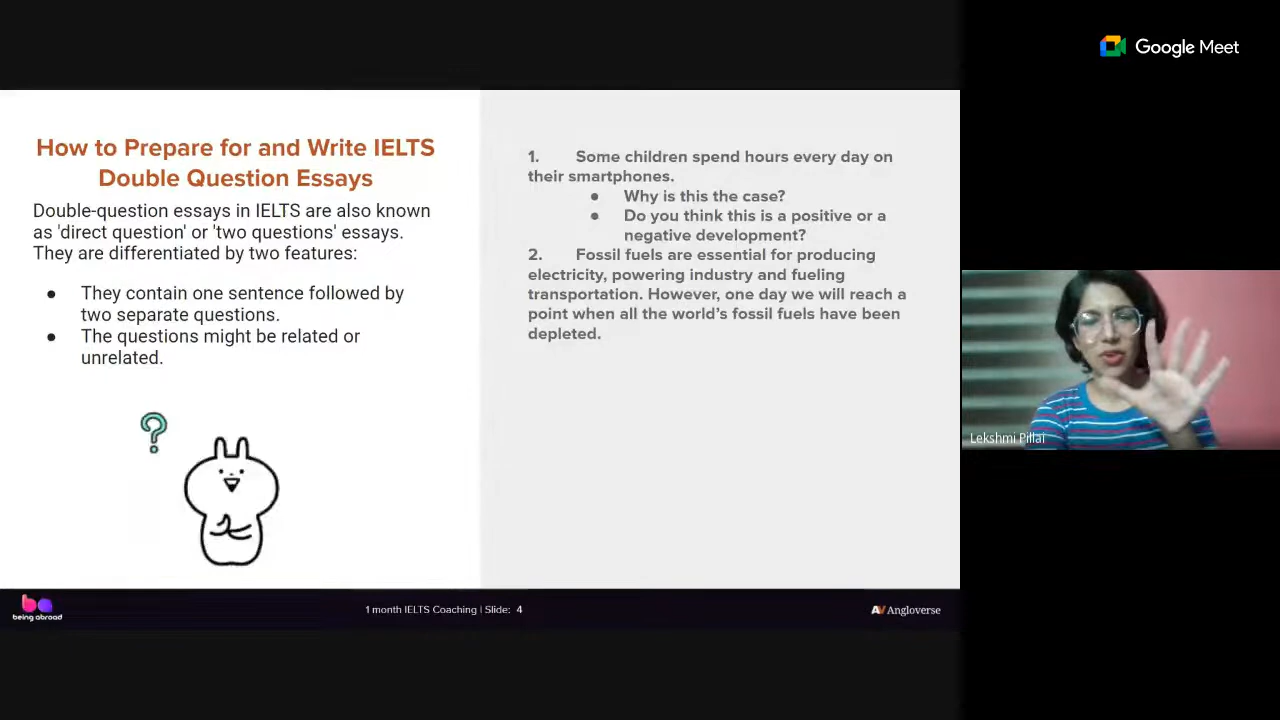 Google Meet
How to Prepare for and Write IELTS
Double Question Essays
Double-question essays in IELTS are also known
as 'direct question' or 'two questions' essays.
They are differentiated by two features:
● They contain one sentence followed by
two separate questions.
● The questions might be related or
unrelated.
1. Some children spend hours every day on
their smartphones.
● Why is this the case?
● Do you think this is a positive or a
negative development?
2. Fossil fuels are essential for producing
electricity, powering industry and fueling
transportation. However, one day we will reach a
point when all the world's fossil fuels have been
depleted.
Lekshmi Pillai
ba
being abroad
1 month IELTS Coaching | Slide: 4
AV Angloverse